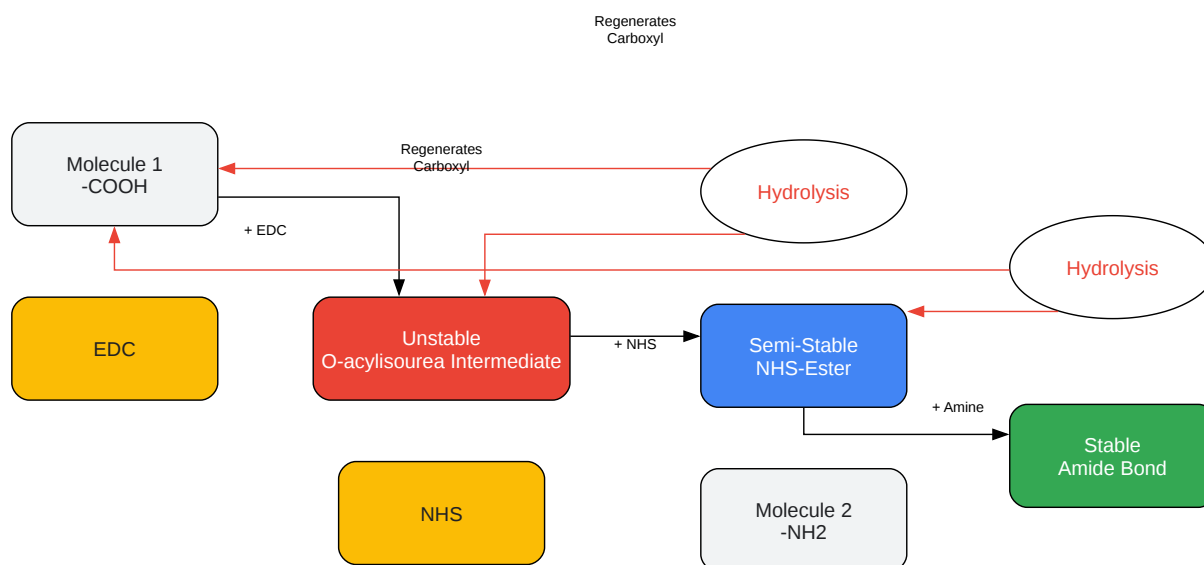 Regenerates
Carboxyl
Molecule 1
-COOH
Regenerates
Carboxyl
Hydrolysis
+ EDC
Hydrolysis
EDC
Unstable
O-acylisourea Intermediate
+ NHS
Semi-Stable
NHS-Ester
+ Amine
Stable
Amide Bond
NHS
Molecule 2
-NH2